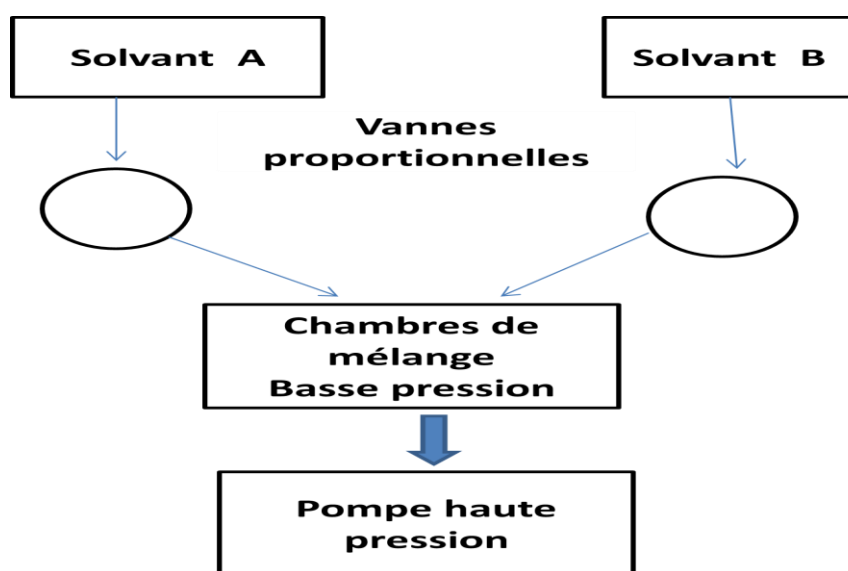 Solvant A
Solvant B
Vannes
proportionnelles
Chambres de
mélange
Basse pression
Pompe haute
pression